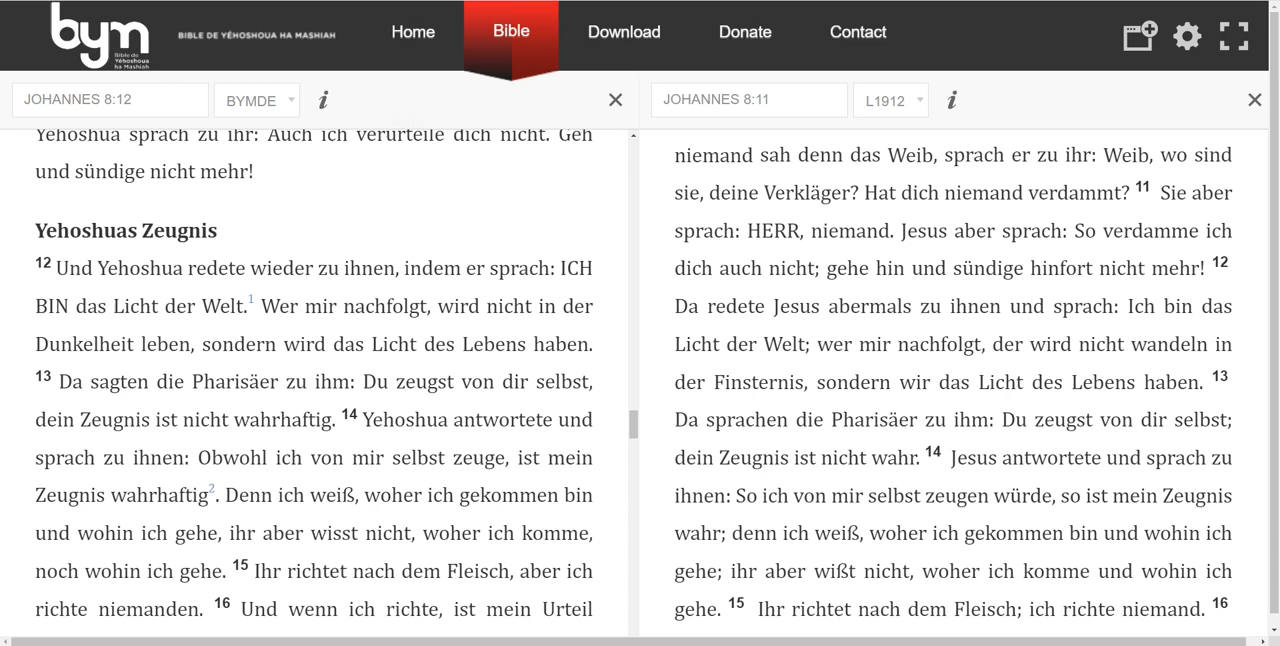 bym
Bible de
Yéhoshoua
ha Mashiah
BIBLE DE YÉHOSHOUA HA MASHIAH
Home
Bible
Download
Donate
Contact
JOHANNES 8:12
BYMDE
i
JOHANNES 8:11
L1912
i
Yehoshua sprach zu ihr: Auch ich verurteile dich nicht. Geh
und sündige nicht mehr!
Yehoshuas Zeugnis
12 Und Yehoshua redete wieder zu ihnen, indem er sprach: ICH
BIN das Licht der Welt.1 Wer mir nachfolgt, wird nicht in der
Dunkelheit leben, sondern wird das Licht des Lebens haben.
13 Da sagten die Pharisäer zu ihm: Du zeugst von dir selbst,
dein Zeugnis ist nicht wahrhaftig. 14 Yehoshua antwortete und
sprach zu ihnen: Obwohl ich von mir selbst zeuge, ist mein
Zeugnis wahrhaftig2. Denn ich weiß, woher ich gekommen bin
und wohin ich gehe, ihr aber wisst nicht, woher ich komme,
noch wohin ich gehe. 15 Ihr richtet nach dem Fleisch, aber ich
richte niemanden. 16 Und wenn ich richte, ist mein Urteil
niemand sah denn das Weib, sprach er zu ihr: Weib, wo sind
sie, deine Verkläger? Hat dich niemand verdammt? 11 Sie aber
sprach: HERR, niemand. Jesus aber sprach: So verdamme ich
dich auch nicht; gehe hin und sündige hinfort nicht mehr! 12
Da redete Jesus abermals zu ihnen und sprach: Ich bin das
Licht der Welt; wer mir nachfolgt, der wird nicht wandeln in
der Finsternis, sondern wir das Licht des Lebens haben. 13
Da sprachen die Pharisäer zu ihm: Du zeugst von dir selbst;
dein Zeugnis ist nicht wahr. 14 Jesus antwortete und sprach zu
ihnen: So ich von mir selbst zeugen würde, so ist mein Zeugnis
wahr; denn ich weiß, woher ich gekommen bin und wohin ich
gehe; ihr aber wißt nicht, woher ich komme und wohin ich
gehe. 15 Ihr richtet nach dem Fleisch; ich richte niemand. 16